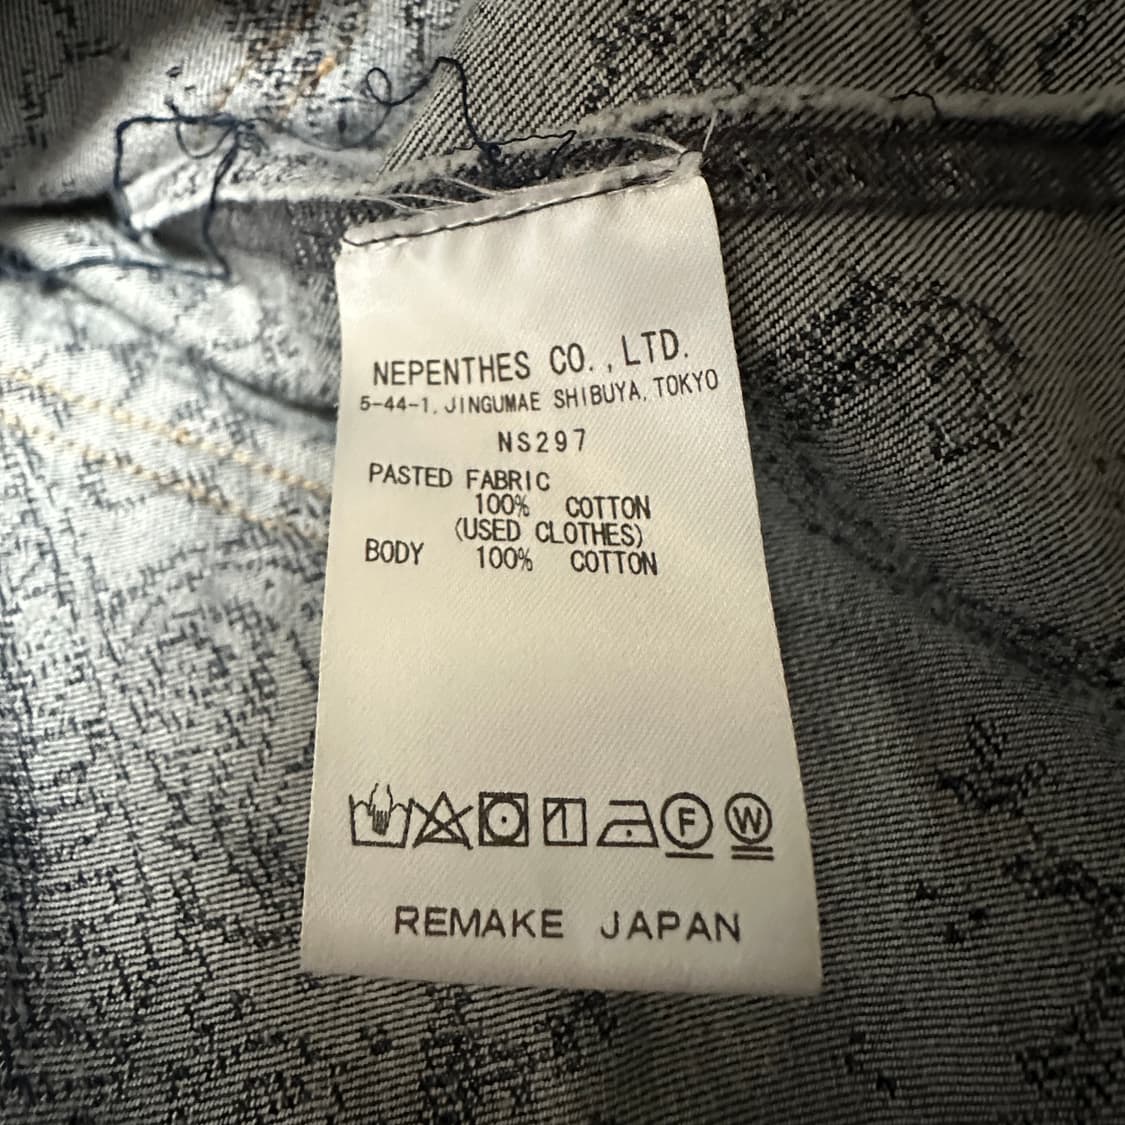 NEPENTHES CO., LTD.
5-44-1, JINGUMAE SHIBUYA, TOKYO
NS297
PASTED FABRIC
100% COTTON
(USED CLOTHES)
BODY 100% COTTON
F W
REMAKE JAPAN